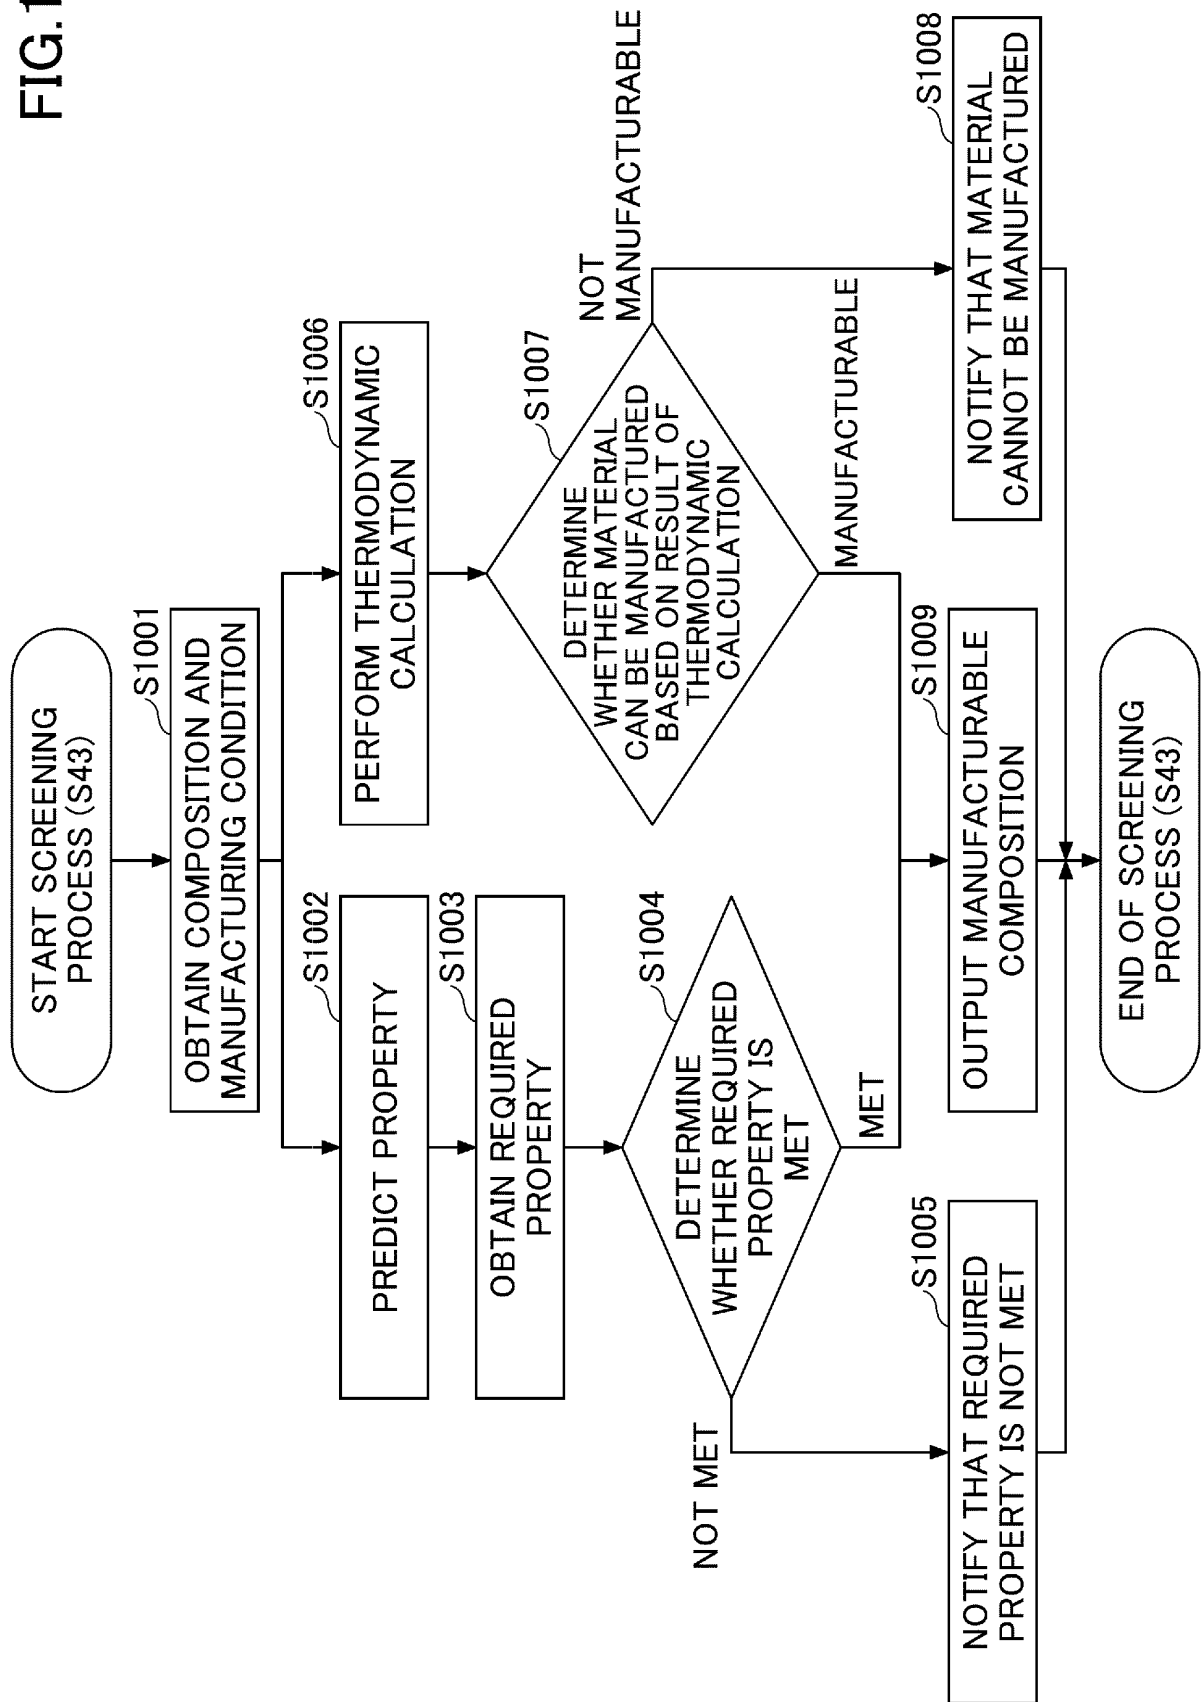 FIG.1
START SCREENING
PROCESS (S43)
S1001
OBTAIN COMPOSITION AND
MANUFACTURING CONDITION
S1002
PREDICT PROPERTY
S1003
OBTAIN REQUIRED
PROPERTY
S1004
DETERMINE
WHETHER REQUIRED
PROPERTY IS
MET
NOT MET
MET
S1005
NOTIFY THAT REQUIRED
PROPERTY IS NOT MET
S1006
PERFORM THERMODYNAMIC
CALCULATION
S1007
DETERMINE
WHETHER MATERIAL
CAN BE MANUFACTURED
BASED ON RESULT OF
THERMODYNAMIC
CALCULATION
NOT
MANUFACTURABLE
MANUFACTURABLE
S1008
NOTIFY THAT MATERIAL
CANNOT BE MANUFACTURED
S1009
OUTPUT MANUFACTURABLE
COMPOSITION
END OF SCREENING
PROCESS (S43)